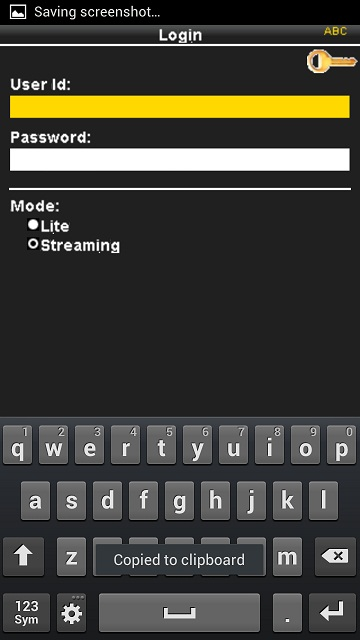 Saving screenshot...
Login
ABC
User Id:
Password:
Mode:
Lite
Streaming
1 2 3 4 5 6 7 8 9 0
q w e r t y u i o p
a s d f g h j k l
z m
Copied to clipboard
123
Sym
.